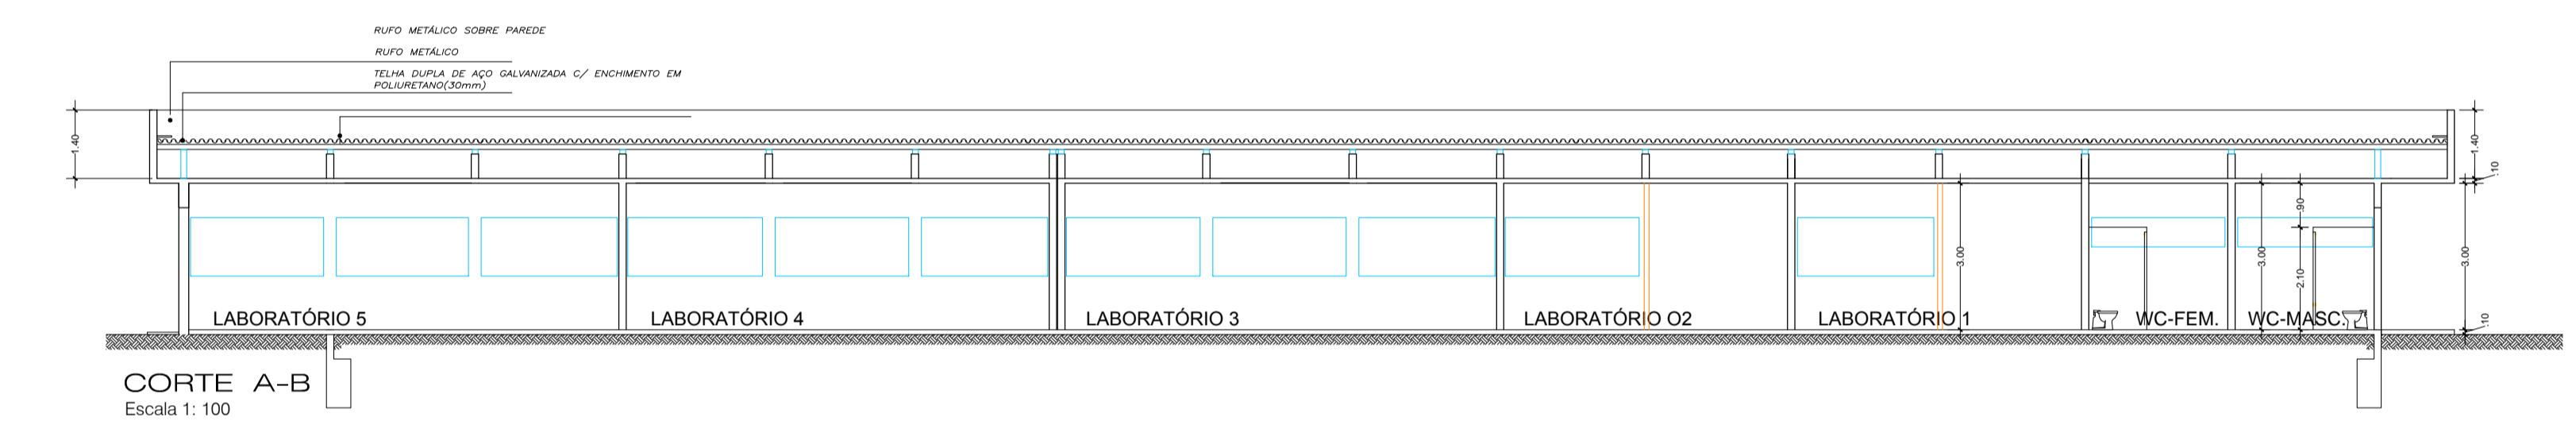 RUFO METÁLICO SOBRE PAREDE
RUFO METÁLICO
TELHA DUPLA DE AÇO GALVANIZADA C/ ENCHIMENTO EM
POLIURETANO(30mm)
1.40
1.40
.10
.90
3.00
3.00
2.10
3.00
.10
LABORATÓRIO 5
LABORATÓRIO 4
LABORATÓRIO 3
LABORATÓRIO O2
LABORATÓRIO 1
WC-FEM.
WC-MASC.
CORTE A-B
Escala 1: 100